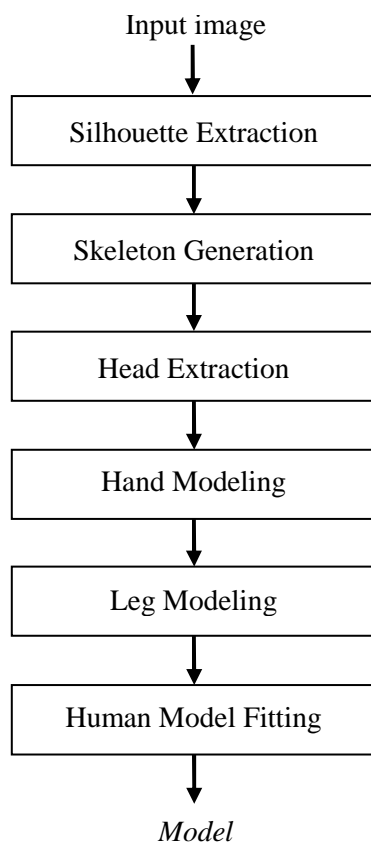 Input image
Silhouette Extraction
Skeleton Generation
Head Extraction
Hand Modeling
Leg Modeling
Human Model Fitting
Model